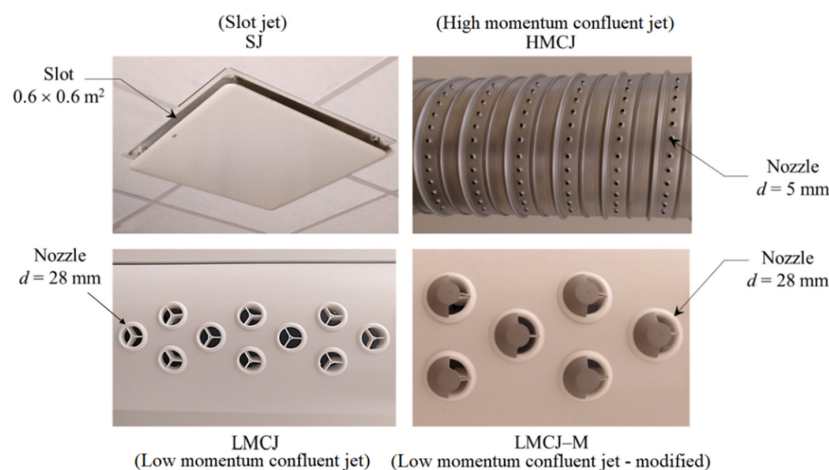 (Slot jet)
SJ
(High momentum confluent jet)
HMCJ
Slot
0.6 × 0.6 m²
Nozzle
d = 5 mm
Nozzle
d = 28 mm
Nozzle
d = 28 mm
LMCJ
(Low momentum confluent jet)
LMCJ–M
(Low momentum confluent jet - modified)